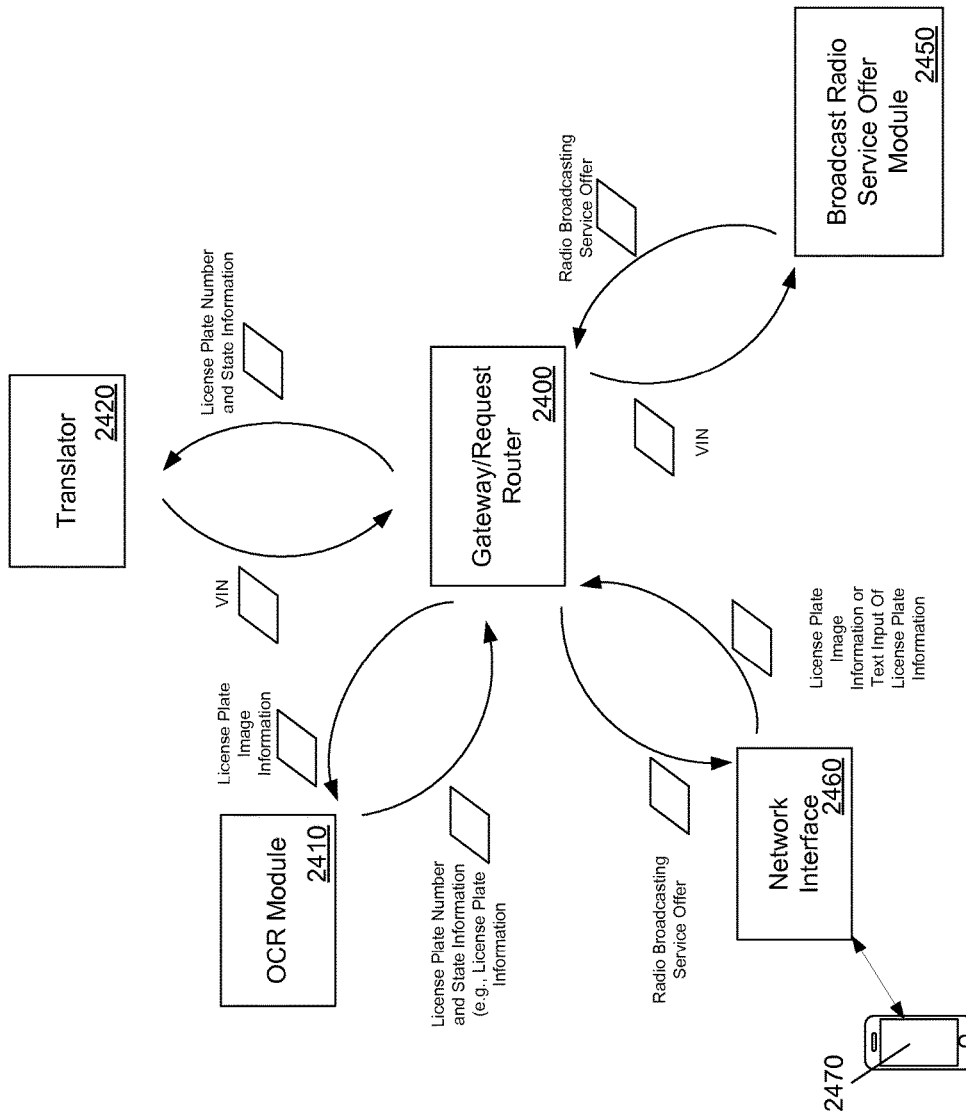 Translator
2420
License Plate Number
and State Information
VIN
OCR Module
2410
License Plate
Image
Information
License Plate Number
and State Information
(e.g., License Plate
Information
Gateway/Request
Router
2400
Radio Broadcasting
Service Offer
VIN
Broadcast Radio
Service Offer
Module
2450
Radio Broadcasting
Service Offer
License Plate
Image
Information or
Text Input Of
License Plate
Information
Network
Interface
2460
2470